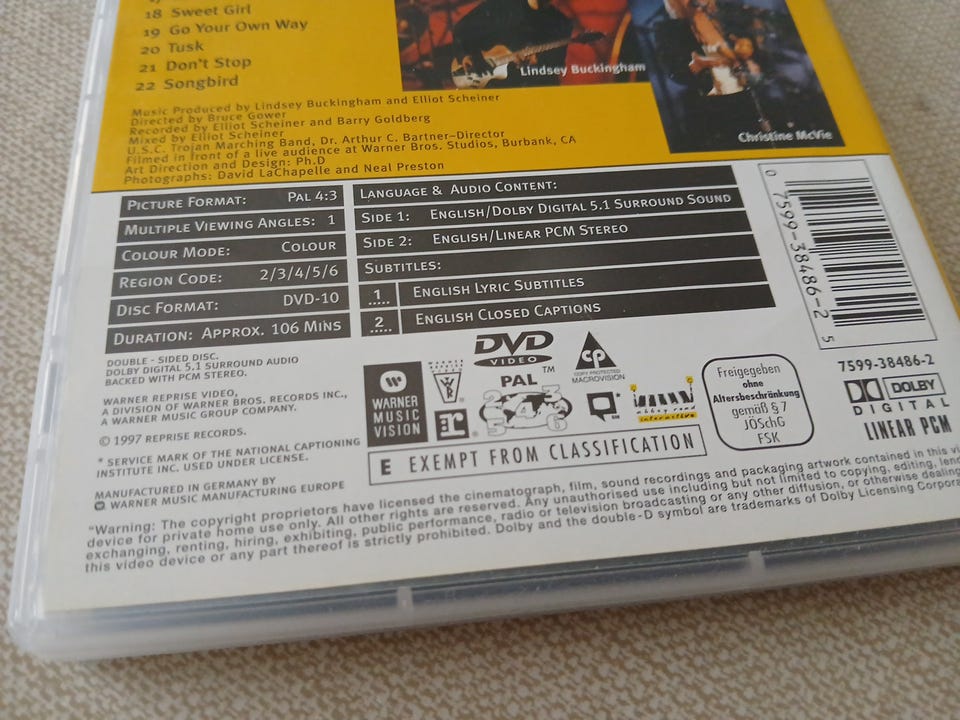 18 Sweet Girl
19 Go Your Own Way
20 Tusk
21 Don't Stop
22 Songbird
Lindsey Buckingham
Christine McVie
Music Produced by Lindsey Buckingham and Elliot Scheiner
Directed by Bruce Gower
Recorded by Elliot Scheiner and Barry Goldberg
Mixed by Elliot Scheiner
U.S.C. Trojan Marching Band, Dr. Arthur C. Bartner–Director
Filmed in front of a live audience at Warner Bros. Studios, Burbank, CA
Art Direction and Design: Ph.D
Photographs: David LaChapelle and Neal Preston
PICTURE FORMAT: PAL 4:3
MULTIPLE VIEWING ANGLES: 1
COLOUR MODE: COLOUR
REGION CODE: 2/3/4/5/6
DISC FORMAT: DVD-10
DURATION: APPROX. 106 MINS
LANGUAGE & AUDIO CONTENT:
SIDE 1: ENGLISH/DOLBY DIGITAL 5.1 SURROUND SOUND
SIDE 2: ENGLISH/LINEAR PCM STEREO
SUBTITLES:
1 ENGLISH LYRIC SUBTITLES
2 ENGLISH CLOSED CAPTIONS
0 7599-38486-2 5
7599-38486-2
DOUBLE - SIDED DISC.
DOLBY DIGITAL 5.1 SURROUND AUDIO
BACKED WITH PCM STEREO.
WARNER REPRISE VIDEO,
A DIVISION OF WARNER BROS. RECORDS INC.,
A WARNER MUSIC GROUP COMPANY.
© 1997 REPRISE RECORDS.
* SERVICE MARK OF THE NATIONAL CAPTIONING
INSTITUTE INC. USED UNDER LICENSE.
MANUFACTURED IN GERMANY BY
WARNER MUSIC MANUFACTURING EUROPE
WARNER
MUSIC
VISION
r
DVD
VIDEO
TM
PAL
2 3 4 5 6
CP
COPY PROTECTED
MACROVISION
abbey road
interactive
E EXEMPT FROM CLASSIFICATION
Freigegeben
ohne
Altersbeschränkung
gemäß § 7
JÖSchG
FSK
DOLBY
DIGITAL
LINEAR PCM
"Warning: The copyright proprietors have licensed the cinematograph, film, sound recordings and packaging artwork contained in this
device for private home use only. All other rights are reserved. Any unauthorised use including but not limited to copying, editing,
exchanging, renting, hiring, exhibiting, public performance, radio or television broadcasting or any other diffusion, or otherwise dealing
this video device or any part thereof is strictly prohibited. Dolby and the double-D symbol are trademarks of Dolby Licensing